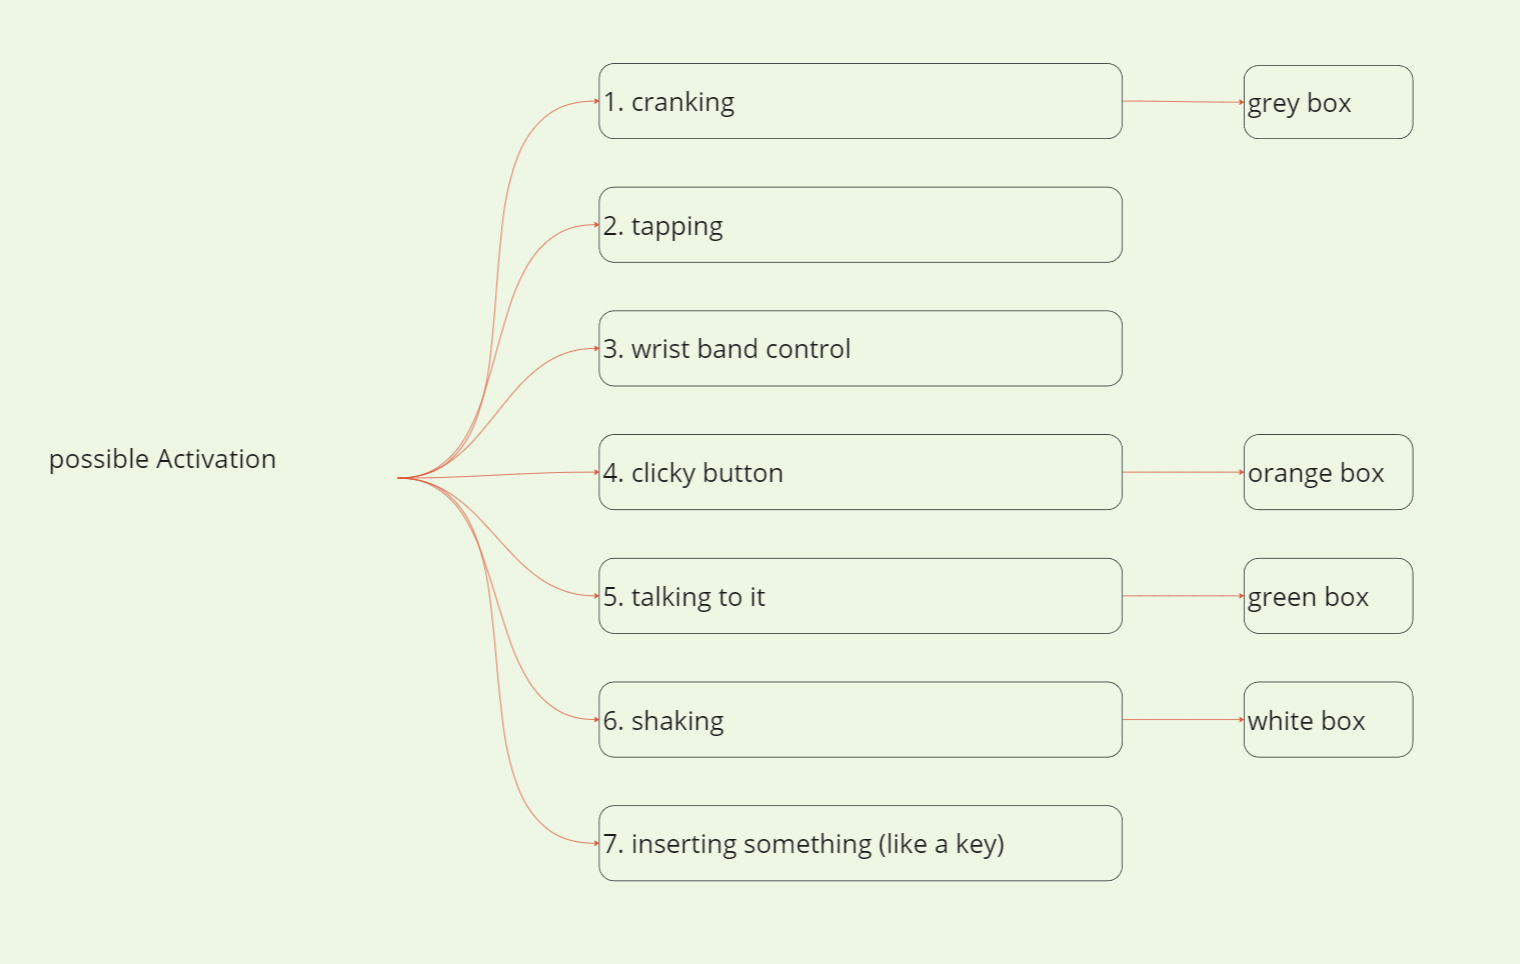 1. cranking
grey box
2. tapping
3. wrist band control
possible Activation
4. clicky button
orange box
5. talking to it
green box
6. shaking
white box
7. inserting something (like a key)